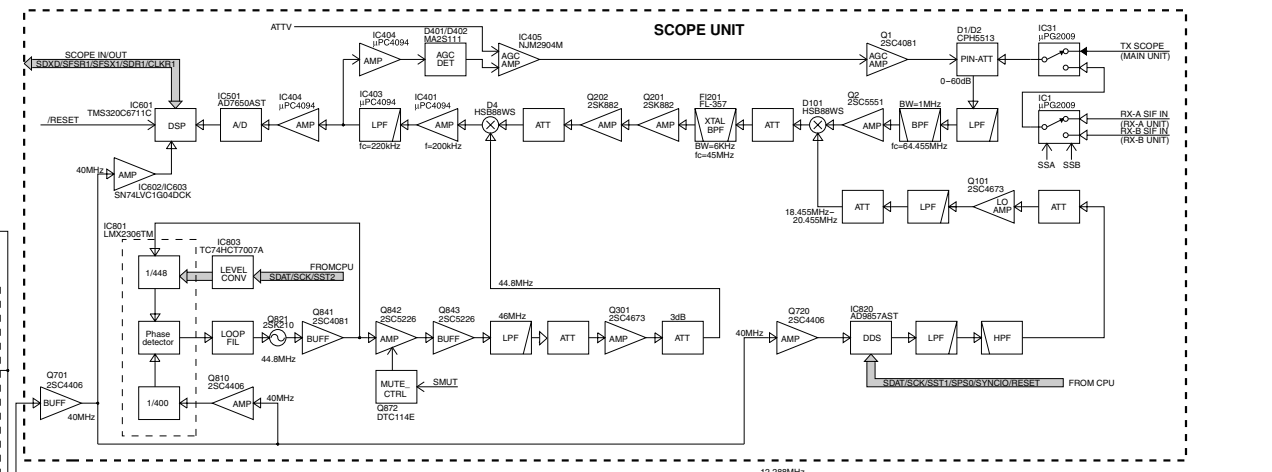 SCOPE UNIT
ATTV
SCOPE IN/OUT
SDXD/SFSR1/SFSX1/SDR1/CLKR1
IC404
µPC4094
AMP
D401/D402
MA2S111
AGC
DET
IC405
NJM2904M
AGC
AMP
Q1
2SC4081
AGC
AMP
D1/D2
CPH5513
PIN-ATT
0~60dB
IC31
µPG2009
TX SCOPE
(MAIN UNIT)
IC1
µPG2009
RX-A SIF IN
(RX-A UNIT)
RX-B SIF IN
(RX-B UNIT)
SSA
SSB
/RESET
IC601
TMS320C6711C
DSP
IC501
AD7650AST
A/D
IC404
µPC4094
AMP
IC403
µPC4094
LPF
fc=220kHz
IC401
µPC4094
AMP
f=200kHz
D4
HSB88WS
ATT
Q202
2SK882
AMP
Q201
2SK882
AMP
FI201
FL-357
XTAL
BPF
BW=6KHz
fc=45MHz
ATT
D101
HSB88WS
Q2
2SC5551
AMP
BW=1MHz
BPF
fc=64.455MHz
LPF
40MHz
AMP
IC602/IC603
SN74LVC1G04DCK
18.455MHz~
20.455MHz
ATT
LPF
Q101
2SC4673
LO
AMP
ATT
IC801
LMX2306TM
1/448
IC803
TC74HCT7007A
LEVEL
CONV
FROMCPU
SDAT/SCK/SST2
44.8MHz
Phase
detector
LOOP
FIL
Q821
2SK210
44.8MHz
Q841
2SC4081
BUFF
Q842
2SC5226
AMP
Q843
2SC5226
BUFF
46MHz
LPF
ATT
Q301
2SC4673
AMP
3dB
ATT
40MHz
Q720
2SC4406
AMP
IC820
AD9857AST
DDS
LPF
HPF
SDAT/SCK/SST1/SPS0/SYNCIO/RESET
FROM CPU
MUTE_
CTRL
SMUT
Q872
DTC114E
Q701
2SC4406
BUFF
40MHz
1/400
Q810
2SC4406
AMP
40MHz
12.288MHz